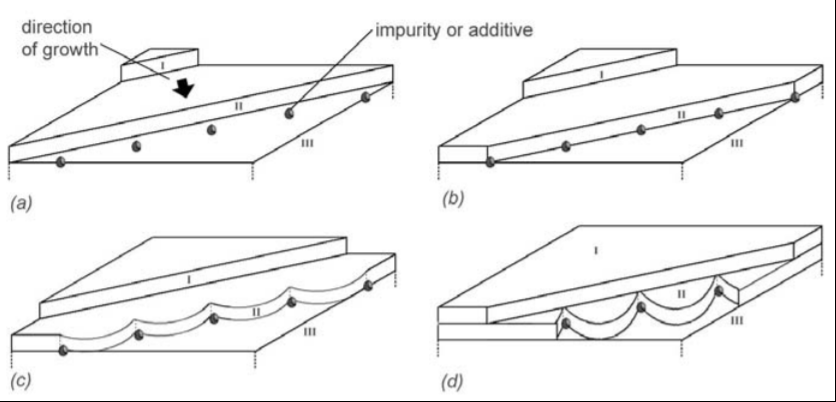 direction
of growth
impurity or additive
I
II
III
(a)
I
II
III
(b)
I
II
III
(c)
I
II
III
(d)